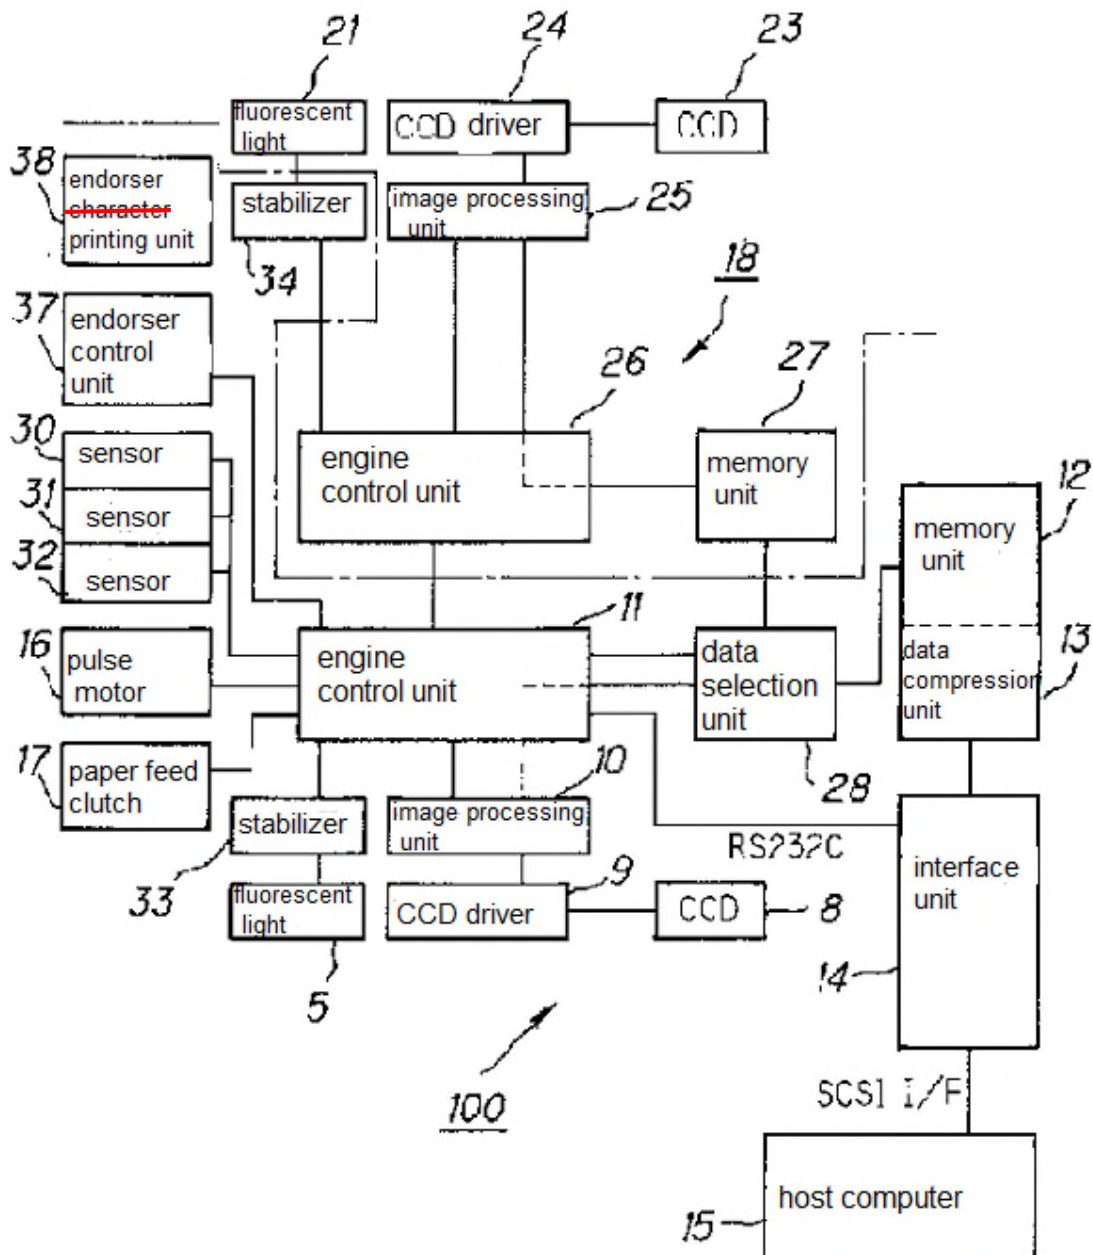 21
24
23
fluorescent
light
CCD driver
CCD
38
endorser
character
printing unit
stabilizer
34
image processing
unit
25
18
37
endorser
control
unit
26
27
30
sensor
31
sensor
32
sensor
engine
control unit
memory
unit
12
memory
unit
11
16
pulse
motor
engine
control unit
data
selection
unit
data
compression
unit
13
17
paper feed
clutch
10
28
stabilizer
33
image processing
unit
RS232C
interface
unit
fluorescent
light
CCD driver
9
CCD
8
14
5
100
SCSI I/F
15
host computer